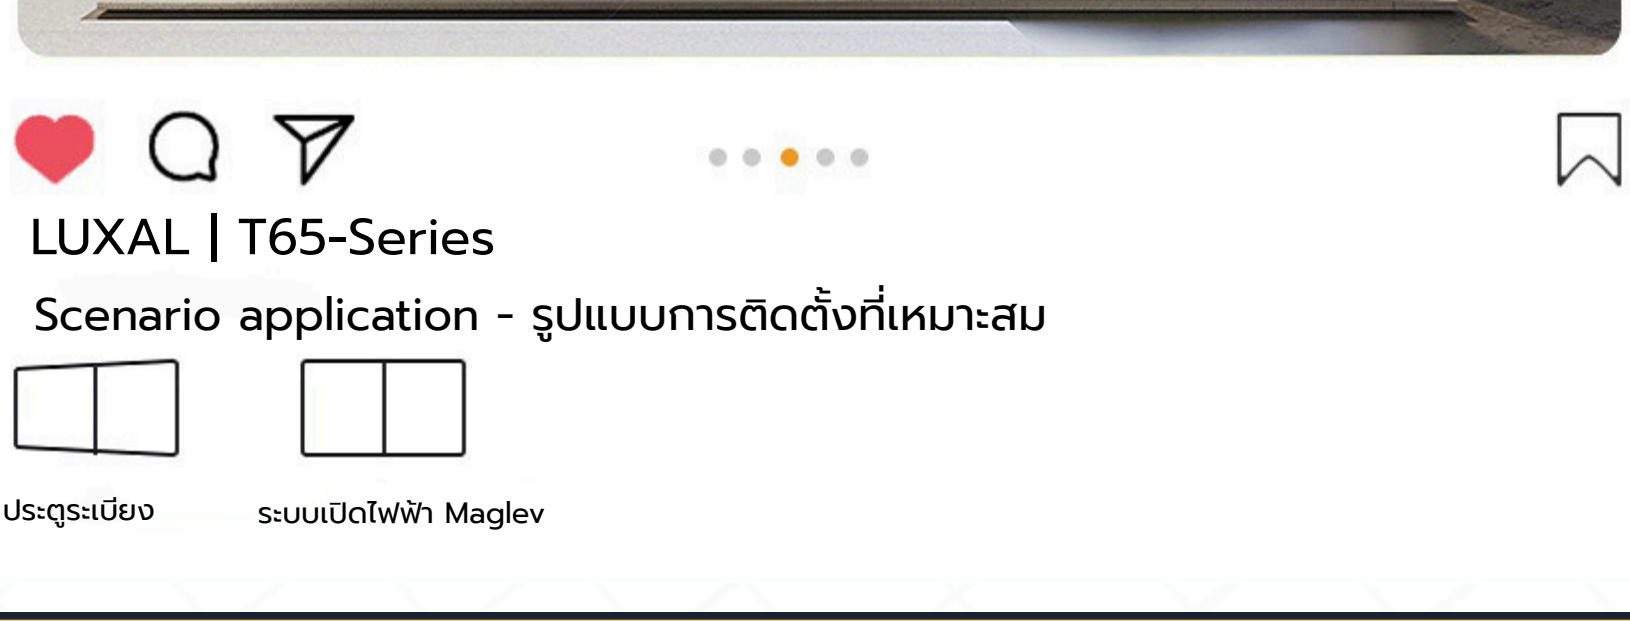 LUXAL | T65-Series
Scenario application - รูปแบบการติดตั้งที่เหมาะสม
ประตูระเบียง
ระบบเปิดไฟฟ้า Maglev